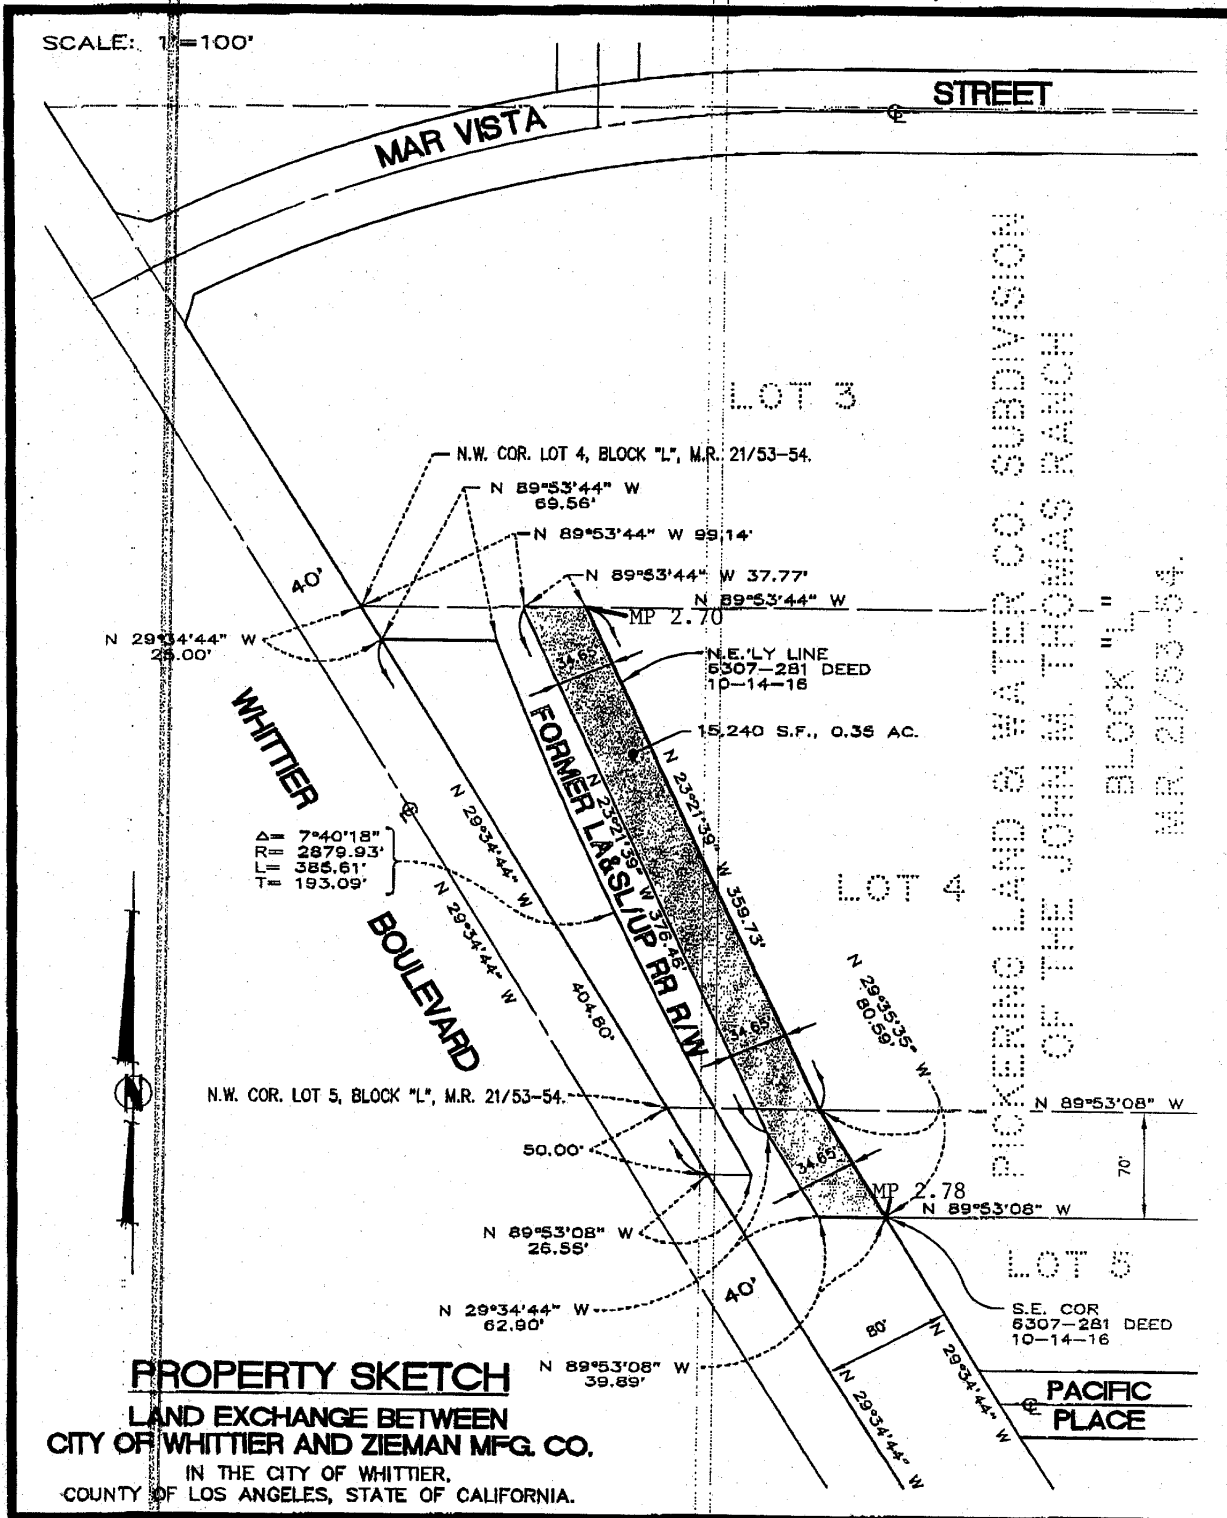 SCALE: 1"=100'
STREET
MAR VISTA
LOT 3
N.W. COR. LOT 4, BLOCK "L", M.R. 21/53-54.
N 89°53'44" W
69.56'
N 89°53'44" W 99.14'
N 89°53'44" W 37.77'
N 89°53'44" W
MP 2.70
40'
N 29°34'44" W
25.00'
34.65'
N.E.'LY LINE
6307-281 DEED
10-14-16
15,240 S.F., 0.35 AC.
WHITTIER
BOULEVARD
FORMER LA&SL/UP RR R/W
N 23°21'39" W 376.46'
N 23°21'39" W 359.73'
N 29°34'44" W
404.80'
N 29°34'44" W
Δ= 7°40'18"
R= 2879.93'
L= 385.61'
T= 193.09'
LOT 4
PICKERING LAND & WATER CO. SUBDIVISION
OF THE JOHN M. THOMAS RANCH
BLOCK "L"
M.R. 21/53-54.
N 29°35'35" W
80.59'
34.65'
N
N.W. COR. LOT 5, BLOCK "L", M.R. 21/53-54.
N 89°53'08" W
50.00'
34.65'
70'
MP 2.78
N 89°53'08" W
N 89°53'08" W
26.55'
LOT 5
40'
N 29°34'44" W
62.90'
S.E. COR
6307-281 DEED
10-14-16
80'
N 89°53'08" W
39.89'
N 29°34'44" W
N 29°34'44" W
PACIFIC
PLACE
PROPERTY SKETCH
LAND EXCHANGE BETWEEN
CITY OF WHITTIER AND ZIEMAN MFG. CO.
IN THE CITY OF WHITTIER,
COUNTY OF LOS ANGELES, STATE OF CALIFORNIA.